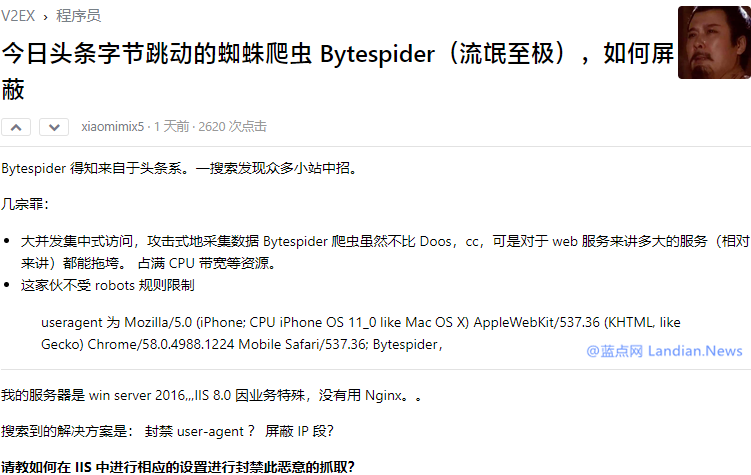 V2EX › 程序员
今日头条字节跳动的蜘蛛爬虫 Bytespider（流氓至极），如何屏
蔽
xiaomimix5 · 1 天前 · 2620 次点击
Bytespider 得知来自于头条系。一搜索发现众多小站中招。
几宗罪：
• 大并发集中式访问，攻击式地采集数据 Bytespider 爬虫虽然不比 Doos，cc，可是对于 web 服务来讲多大的服务（相对
来讲）都能拖垮。 占满 CPU 带宽等资源。
• 这家伙不受 robots 规则限制
useragent 为 Mozilla/5.0 (iPhone; CPU iPhone OS 11_0 like Mac OS X) AppleWebKit/537.36 (KHTML, like
Gecko) Chrome/58.0.4988.1224 Mobile Safari/537.36; Bytespider，
@蓝点网 Landian.News
我的服务器是 win server 2016,,,IIS 8.0 因业务特殊，没有用 Nginx。。
搜索到的解决方案是： 封禁 user-agent ？ 屏蔽 IP 段？
请教如何在 IIS 中进行相应的设置进行封禁此恶意的抓取？